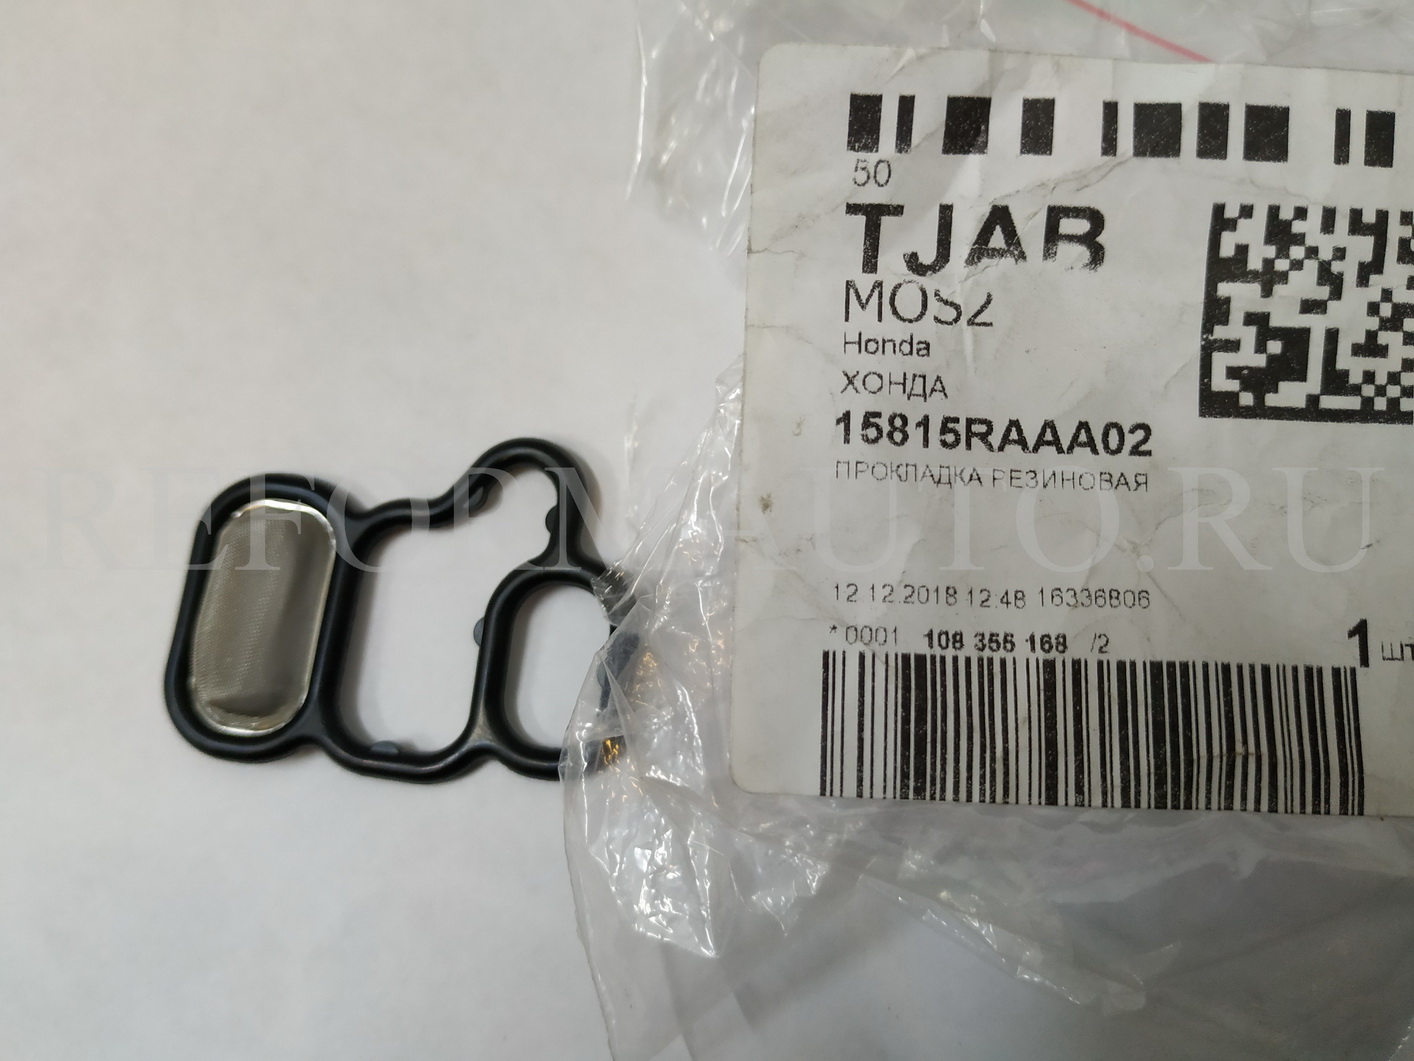 50
TJAB
MOS2
Honda
ХОНДА
15815RAAA02
ПРОКЛАДКА РЕЗИНОВАЯ
REFORMAUTO.RU
12.12.2018 12:48 16336806
*0001 108 355 168 /2
1 шт